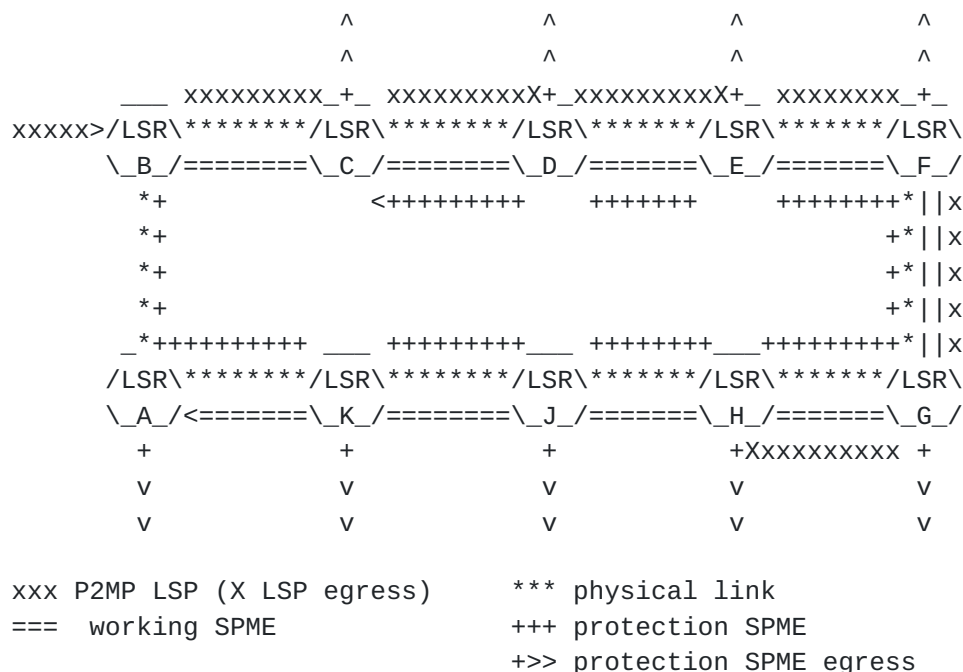 ^            ^           ^           ^
                      ^            ^           ^           ^
       ___ xxxxxxxxx_+_ xxxxxxxxxX+_xxxxxxxxxX+_ xxxxxxxx_+_
xxxxx>/LSR\********/LSR\********/LSR\*******/LSR\*******/LSR\
      \_B_/========\_C_/========\_D_/=======\_E_/=======\_F_/
        *+             <+++++++++    +++++++     ++++++++*||x
        *+                                              +*||x
        *+                                              +*||x
        *+                                              +*||x
       _*++++++++++ ___ +++++++++___ ++++++++___+++++++++*||x
      /LSR\********/LSR\********/LSR\*******/LSR\*******/LSR\
      \_A_/<=======\_K_/========\_J_/=======\_H_/=======\_G_/
        +            +            +           +Xxxxxxxxxx +
        v            v            v           v           v
        v            v            v           v           v

xxx P2MP LSP (X LSP egress)     *** physical link
===  working SPME               +++ protection SPME
                                +>> protection SPME egress